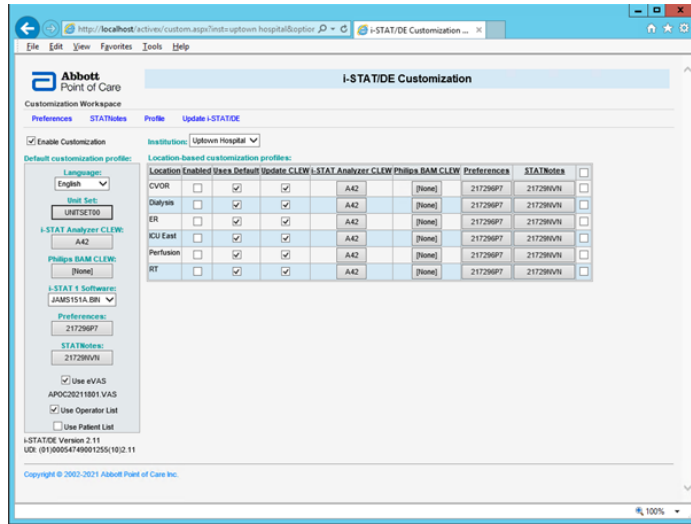 http://localhost/activex/custom.aspx?inst=uptown hospital&option
i-STAT/DE Customization ...
File Edit View Favorites Tools Help
Abbott
Point of Care
i-STAT/DE Customization
Customization Workspace
Preferences STATNotes Profile Update i-STAT/DE
Enable Customization
Institution: Uptown Hospital
Default customization profile:
Location-based customization profiles:
Language:
English
Unit Set:
UNITSET00
i-STAT Analyzer CLEW:
A42
Philips BAM CLEW:
[None]
i-STAT 1 Software:
JAMS151A.BIN
Preferences:
217296P7
STATNotes:
21729NVN
Use eVAS
APOC20211801.VAS
Use Operator List
Use Patient List
Location Enabled Uses Default Update CLEW i-STAT Analyzer CLEW Philips BAM CLEW Preferences STATNotes
CVOR A42 [None] 217296P7 21729NVN
Dialysis A42 [None] 217296P7 21729NVN
ER A42 [None] 217296P7 21729NVN
ICU East A42 [None] 217296P7 21729NVN
Perfusion A42 [None] 217296P7 21729NVN
RT A42 [None] 217296P7 21729NVN
i-STAT/DE Version 2.11
UDI: (01)00054749001255(10)2.11
Copyright © 2002-2021 Abbott Point of Care Inc.
100%